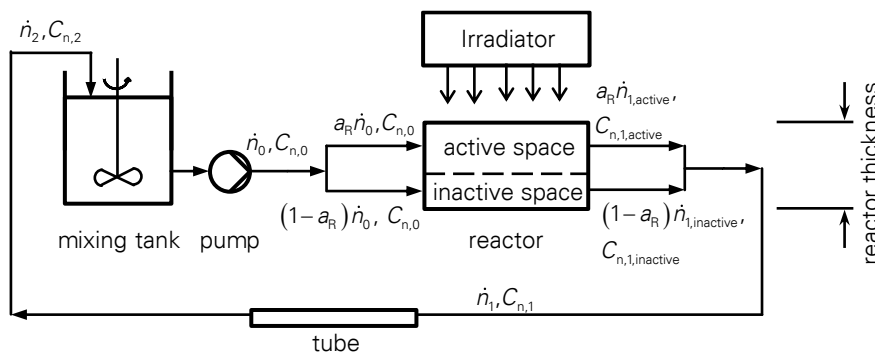 ṅ₂,Cₙ,₂
Irradiator
aᵣṅ₁,active,
Cₙ,₁,active
aᵣṅ₀,Cₙ,₀
ṅ₀,Cₙ,₀
active space
inactive space
(1−aᵣ)ṅ₀, Cₙ,₀
(1−aᵣ)ṅ₁,inactive,
Cₙ,₁,inactive
mixing tank
pump
reactor
reactor thickness
ṅ₁,Cₙ,₁
tube